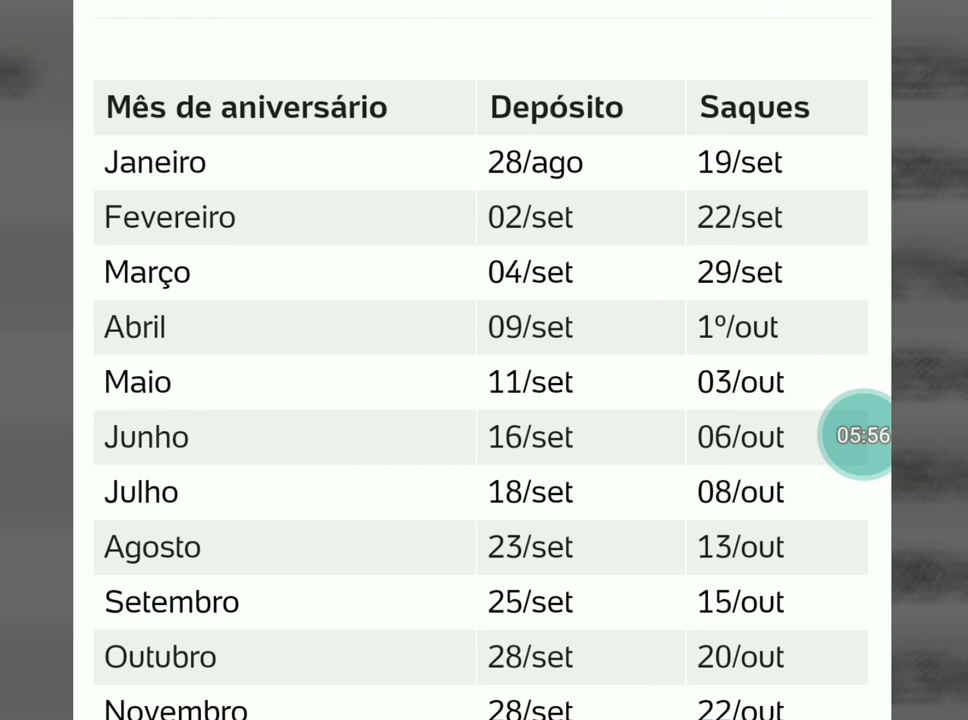 Mês de aniversário Depósito Saques
Janeiro 28/ago 19/set
Fevereiro 02/set 22/set
Março 04/set 29/set
Abril 09/set 1º/out
Maio 11/set 03/out
Junho 16/set 06/out
05:56
Julho 18/set 08/out
Agosto 23/set 13/out
Setembro 25/set 15/out
Outubro 28/set 20/out
Novembro 28/set 22/out